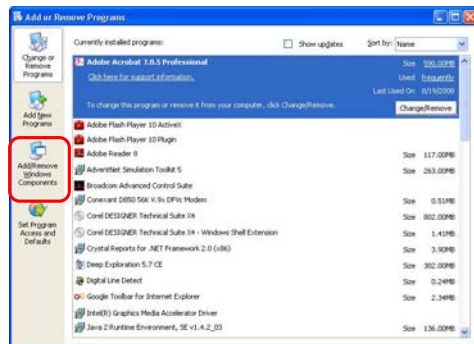 Add or Remove Programs
Change or
Remove
Programs
Add New
Programs
Add/Remove
Windows
Components
Set Program
Access and
Defaults
Currently installed programs:
Show updates
Sort by: Name
Adobe Acrobat 7.0.5 Professional
Size 590.00MB
Click here for support information.
Used frequently
Last Used On 8/19/2008
To change this program or remove it from your computer, click Change/Remove.
Change/Remove
Adobe Flash Player 10 ActiveX
Adobe Flash Player 10 Plugin
Adobe Reader 8 Size 117.00MB
AdventNet Simulation Toolkit 5 Size 263.00MB
Broadcom Advanced Control Suite
Conexant D850 56K V.9x DFVc Modem Size 0.51MB
Corel DESIGNER Technical Suite X4 Size 802.00MB
Corel DESIGNER Technical Suite X4 - Windows Shell Extension Size 1.41MB
Crystal Reports for .NET Framework 2.0 (x86) Size 3.90MB
Deep Exploration 5.7 CE Size 302.00MB
Digital Line Detect Size 0.24MB
Google Toolbar for Internet Explorer Size 2.34MB
Intel(R) Graphics Media Accelerator Driver
Java 2 Runtime Environment, SE v1.4.2_03 Size 136.00MB